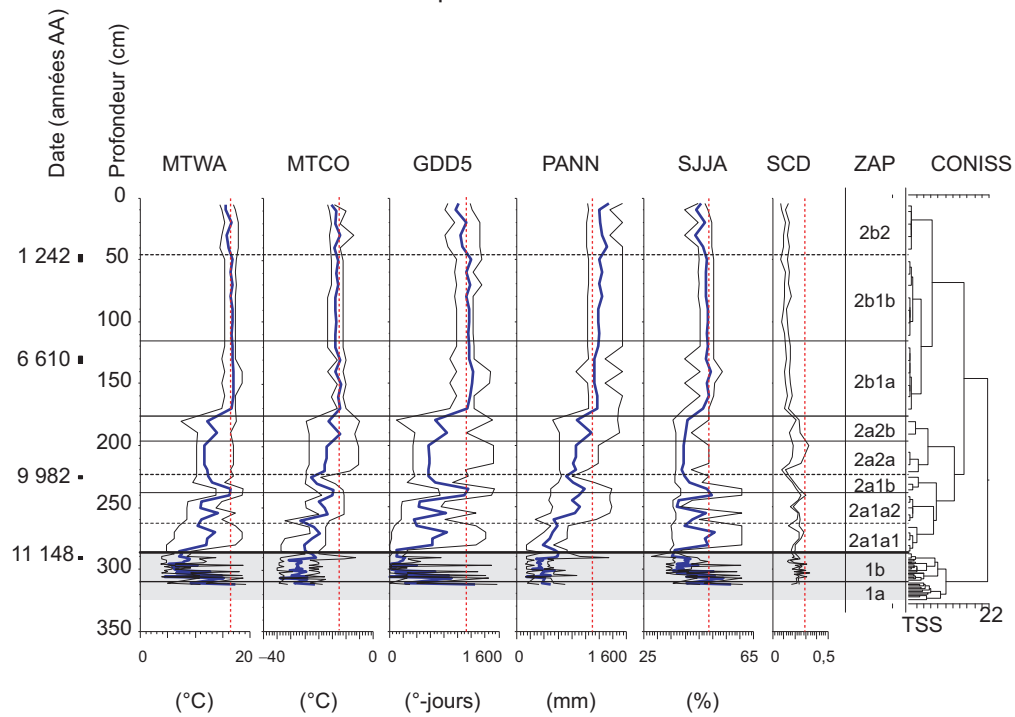 Date (années AA)
Profondeur (cm)
MTWA MTCO GDD5 PANN SJJA SCD ZAP CONISS
0
2b2
1 242 50
2b1b
100
6 610
150 2b1a
2a2b
200
2a2a
9 982 2a1b
250 2a1a2
2a1a1
11 148
300 1b
1a
350 TSS 22
0 20 −40 0 0 1 600 0 1 600 25 65 0 0,5
(°C) (°C) (°-jours) (mm) (%)